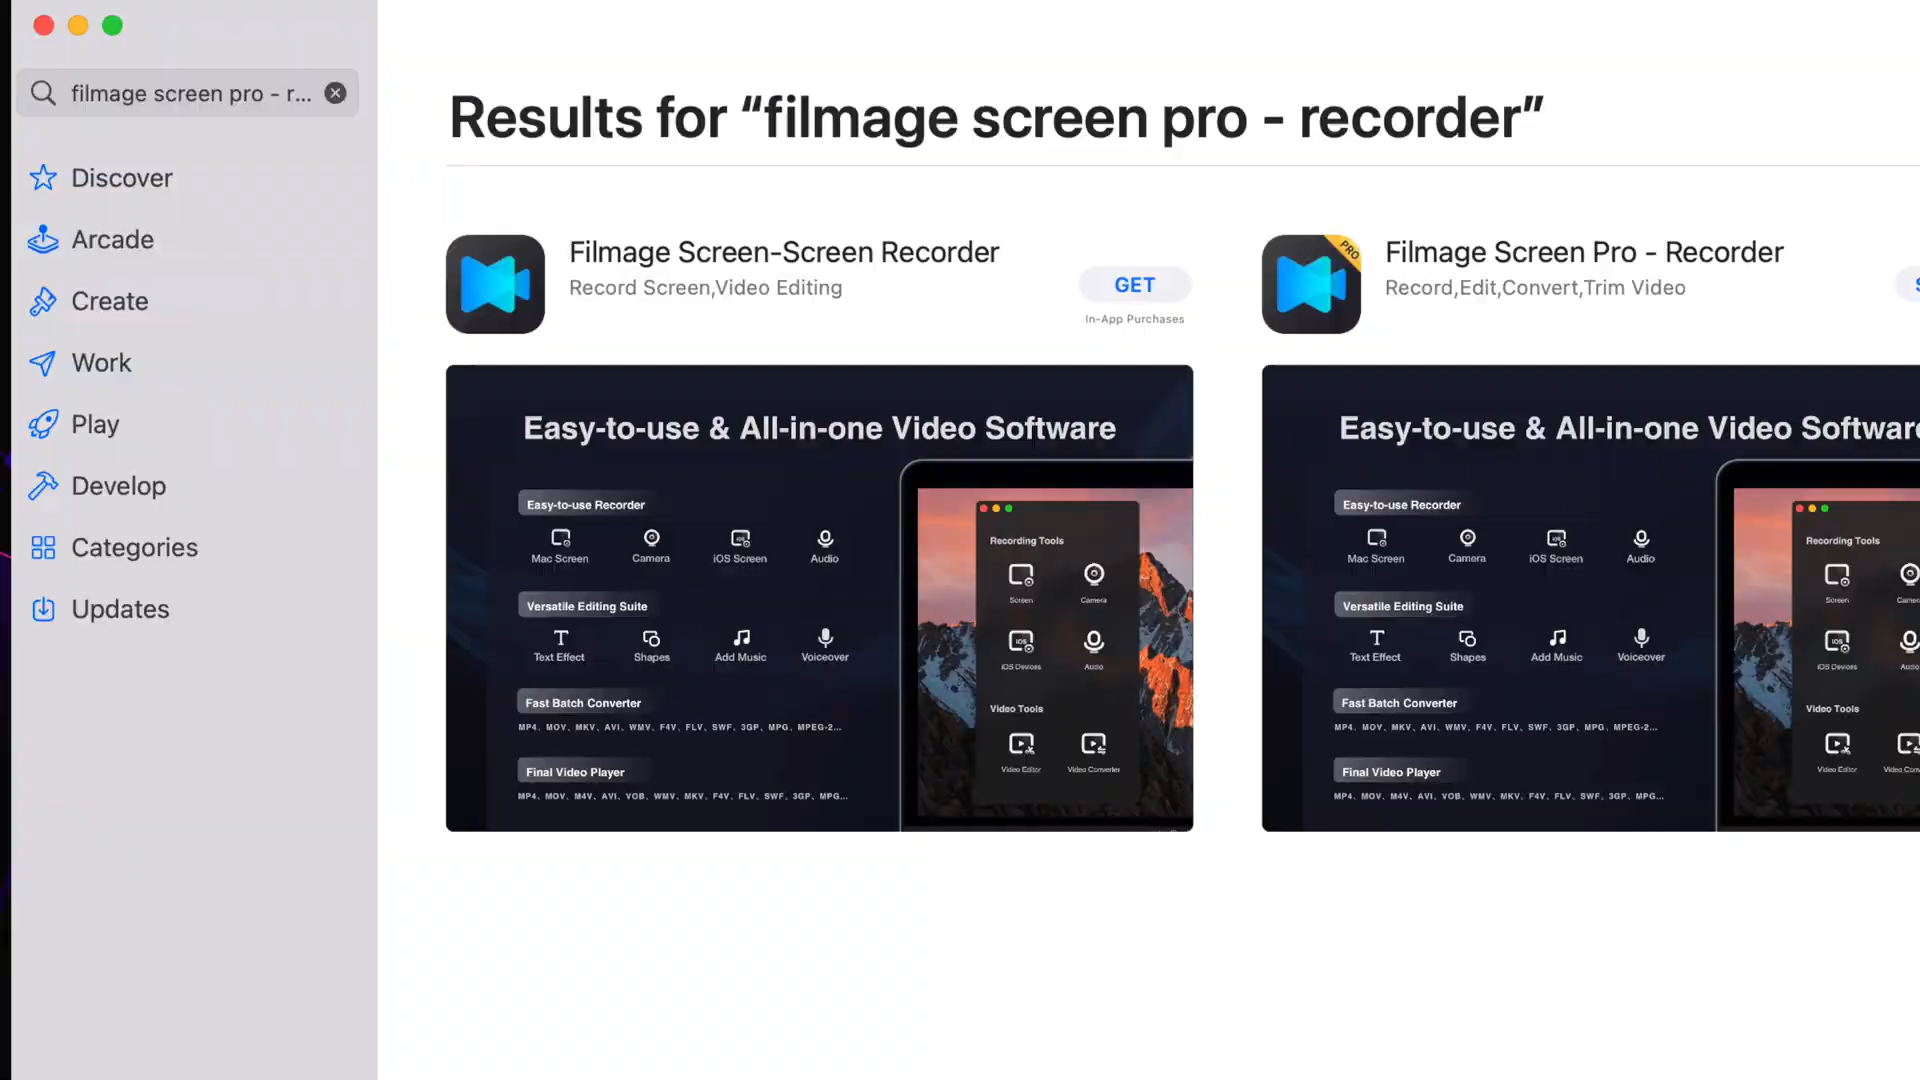 filmage screen pro - r...
Discover
Arcade
Create
Work
Play
Develop
Categories
Updates
Results for “filmage screen pro - recorder”
Filmage Screen-Screen Recorder
Record Screen,Video Editing
GET
In-App Purchases
Easy-to-use & All-in-one Video Software
Easy-to-use Recorder
Mac Screen Camera iOS Screen Audio
Versatile Editing Suite
Text Effect Shapes Add Music Voiceover
Fast Batch Converter
MP4、MOV、MKV、AVI、WMV、F4V、FLV、SWF、3GP、MPG、MPEG-2...
Final Video Player
MP4、MOV、M4V、AVI、VOB、WMV、MKV、F4V、FLV、SWF、3GP、MPG...
Recording Tools
Screen Camera
iOS
iOS Devices Audio
Video Tools
Video Editor Video Converter
PRO
Filmage Screen Pro - Recorder
Record,Edit,Convert,Trim Video
Easy-to-use & All-in-one Video Softwar
Easy-to-use Recorder
Mac Screen Camera iOS Screen Audio
Versatile Editing Suite
Text Effect Shapes Add Music Voiceover
Fast Batch Converter
MP4、MOV、MKV、AVI、WMV、F4V、FLV、SWF、3GP、MPG、MPEG-2...
Final Video Player
MP4、MOV、M4V、AVI、VOB、WMV、MKV、F4V、FLV、SWF、3GP、MPG...
Recording Tools
Screen Came
iOS
iOS Devices Audio
Video Tools
Video Editor Video Con